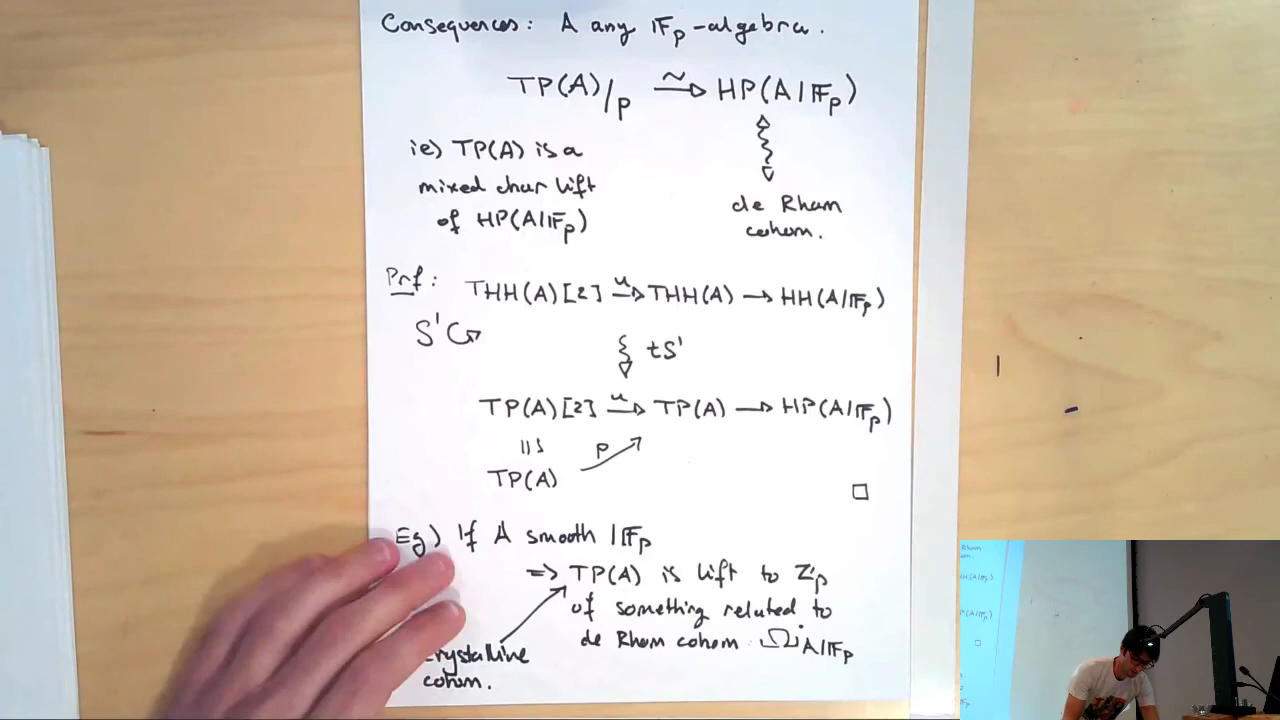 Consequences: A any 𝔽p-algebra.
TP(A)/p ⥲ HP(A|𝔽p)
ie) TP(A) is a
mixed char lift
of HP(A|𝔽p)
de Rham
cohom.
Prf: THH(A)[2] →u THH(A) → HH(A|𝔽p)
S¹ ↻
tS¹
TP(A)[2] →u TP(A) → HP(A|𝔽p)
≀≀
TP(A) p ↗
□
Eg) If A smooth |𝔽p
⇒ TP(A) is lift to ℤp
of something related to
de Rham cohom. Ω•A|𝔽p
crystalline
cohom.